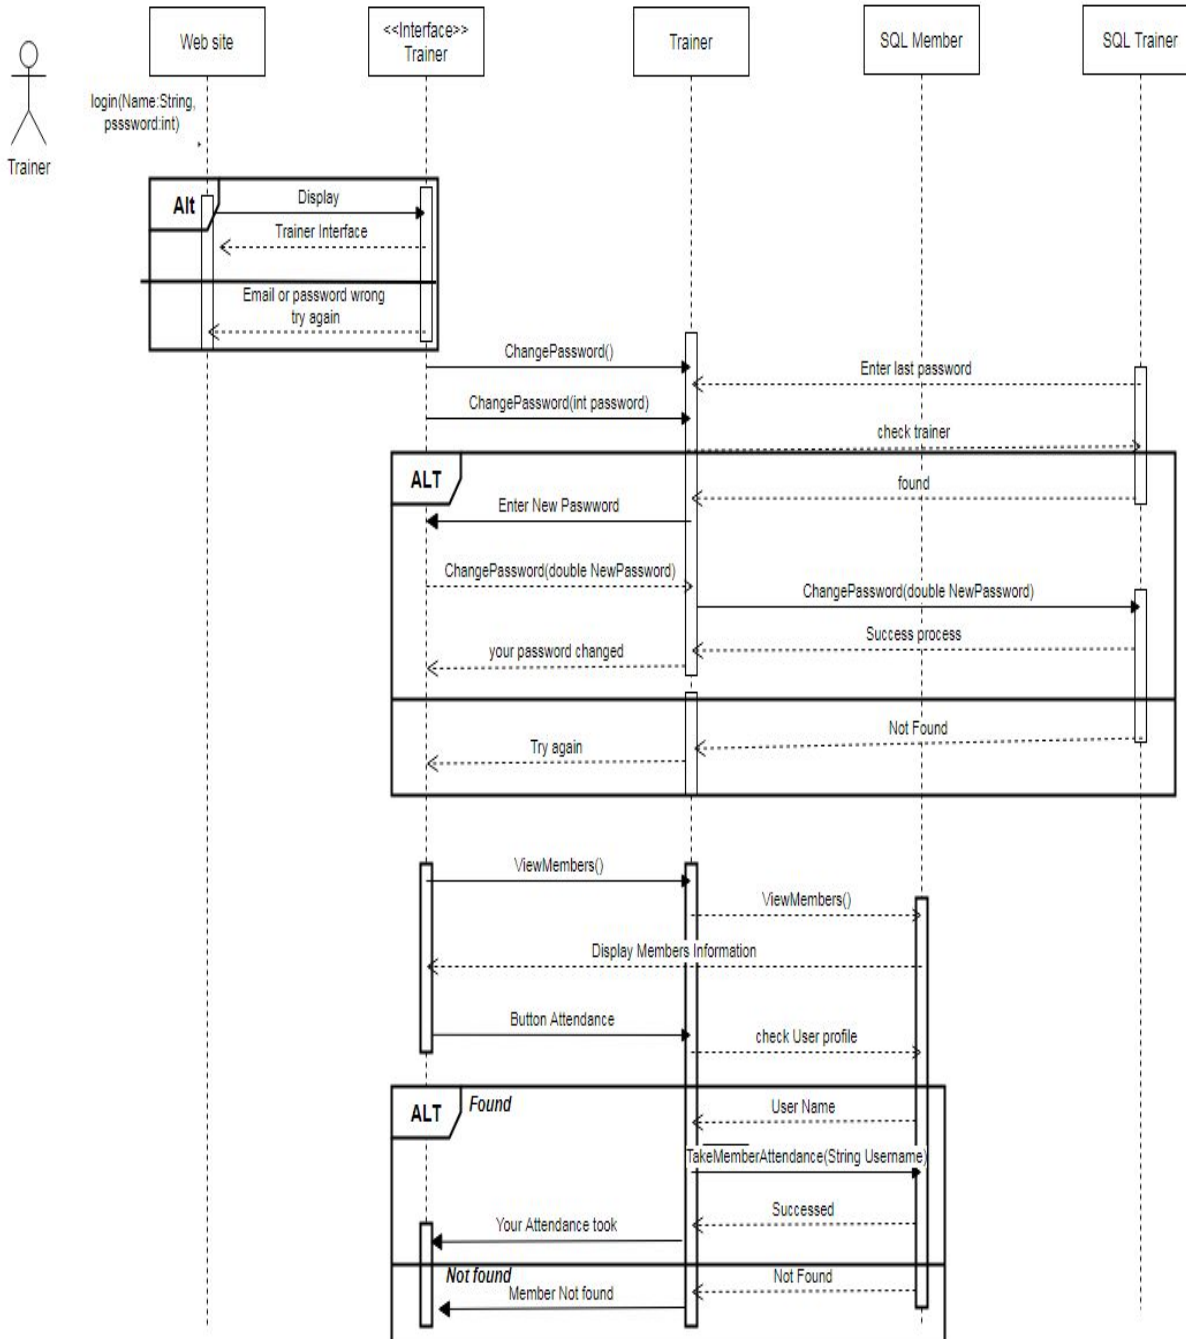 Web site
<<Interface>>
Trainer
Trainer
SQL Member
SQL Trainer
login(Name:String,
psssword:int)
Trainer
Alt
Display
Trainer Interface
Email or password wrong
try again
ChangePassword()
Enter last password
ChangePassword(int password)
check trainer
ALT
found
Enter New Paswword
ChangePassword(double NewPassword)
ChangePassword(double NewPassword)
Success process
your password changed
Not Found
Try again
ViewMembers()
ViewMembers()
Display Members Information
Button Attendance
check User profile
ALT
Found
User Name
TakeMemberAttendance(String Username)
Successed
Your Attendance took
Not found
Not Found
Member Not found